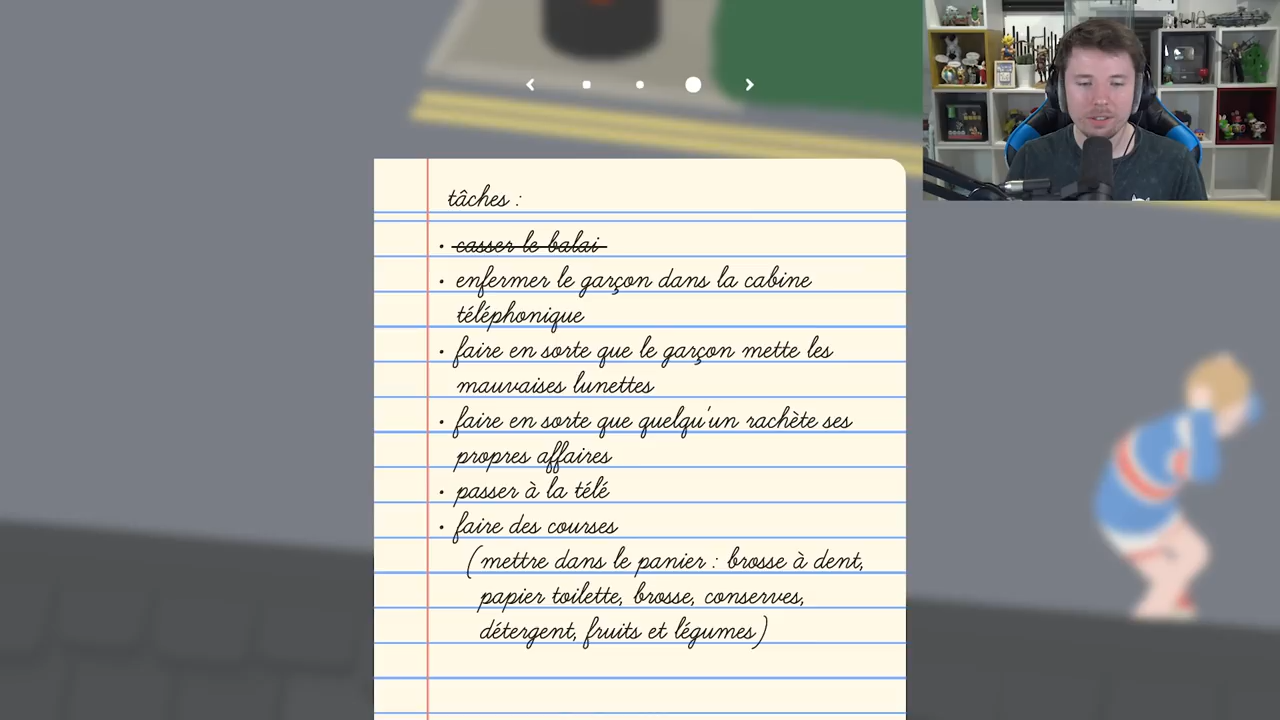 tâches :
• casser le balai
• enfermer le garçon dans la cabine
téléphonique
• faire en sorte que le garçon mette les
mauvaises lunettes
• faire en sorte que quelqu'un rachète ses
propres affaires
• passer à la télé
• faire des courses
(mettre dans le panier : brosse à dent,
papier toilette, brosse, conserves,
détergent, fruits et légumes)